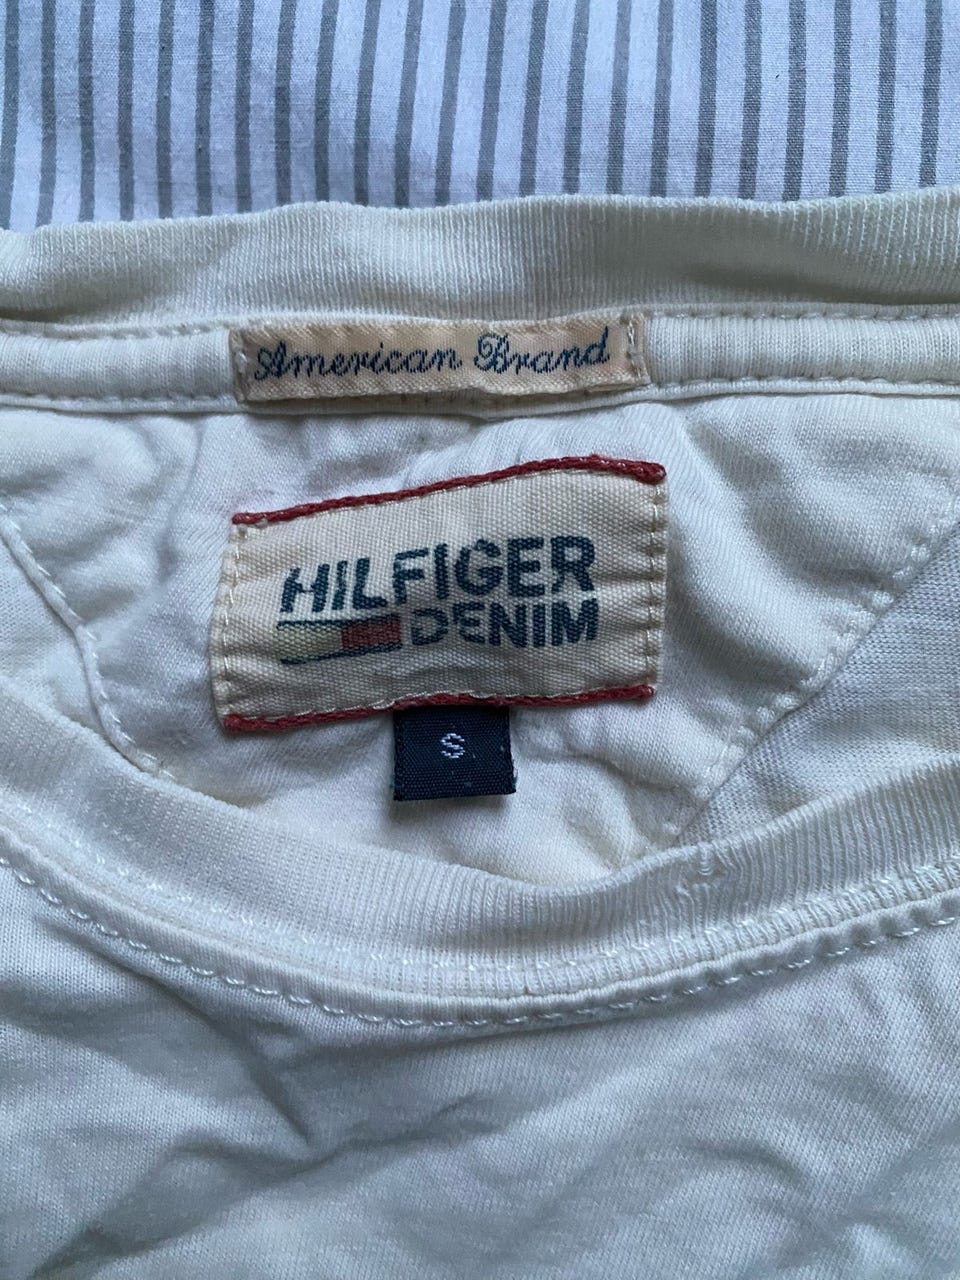 American Brand
HILFIGER
DENIM
S